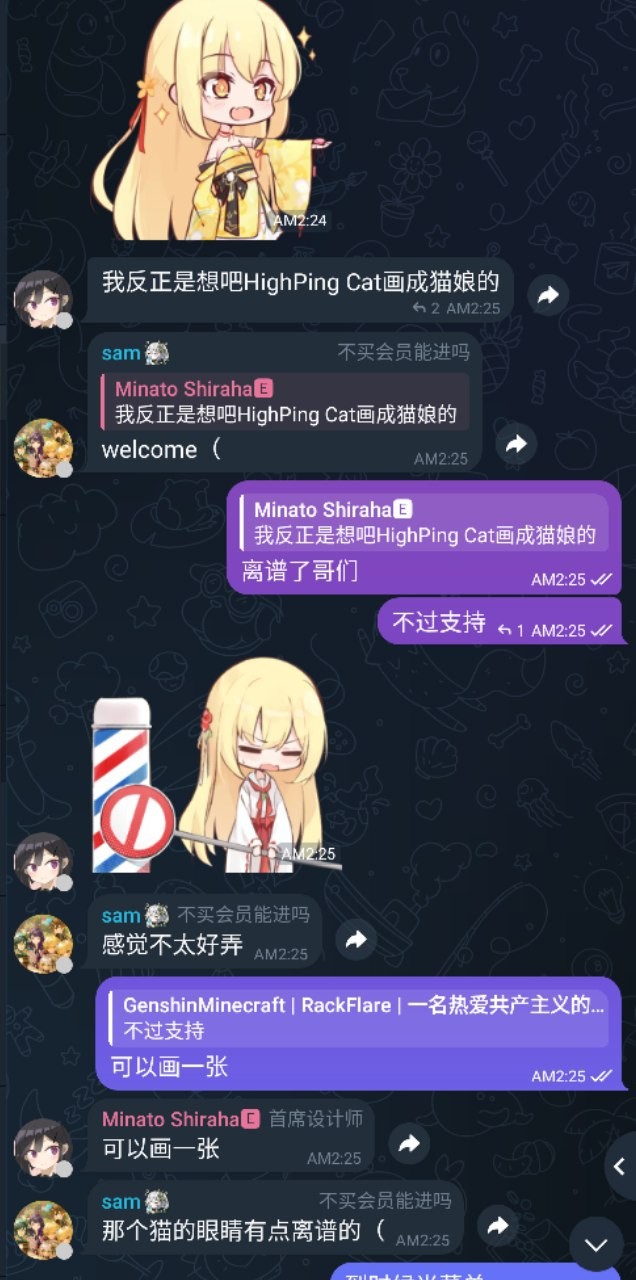 AM2:24
我反正是想吧HighPing Cat画成猫娘的
2 AM2:25
sam 不买会员能进吗
Minato Shiraha E
我反正是想吧HighPing Cat画成猫娘的
welcome（
AM2:25
Minato Shiraha E
我反正是想吧HighPing Cat画成猫娘的
离谱了哥们
AM2:25
不过支持 1 AM2:25
AM2:25
sam 不买会员能进吗
感觉不太好弄 AM2:25
GenshinMinecraft | RackFlare | 一名热爱共产主义的...
不过支持
可以画一张
AM2:25
Minato Shiraha E 首席设计师
可以画一张
AM2:25
sam 不买会员能进吗
那个猫的眼睛有点离谱的（ AM2:25